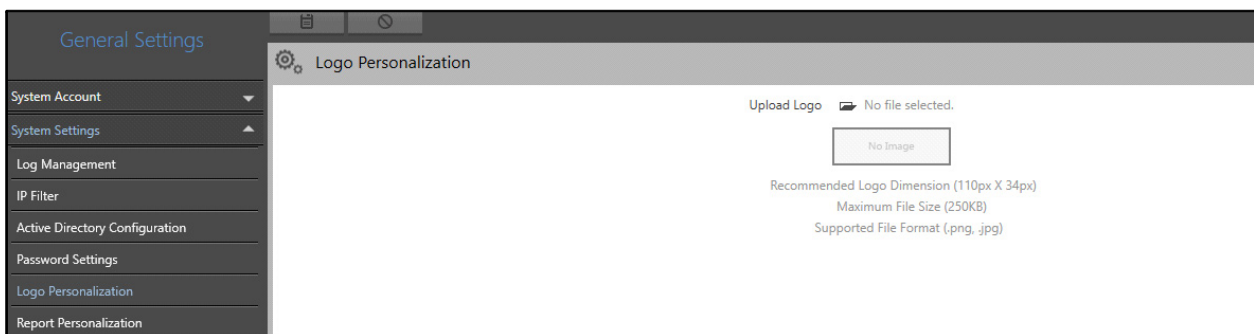 General Settings
System Account
System Settings
Log Management
IP Filter
Active Directory Configuration
Password Settings
Logo Personalization
Report Personalization
Logo Personalization
Upload Logo No file selected.
No Image
Recommended Logo Dimension (110px X 34px)
Maximum File Size (250KB)
Supported File Format (.png, .jpg)